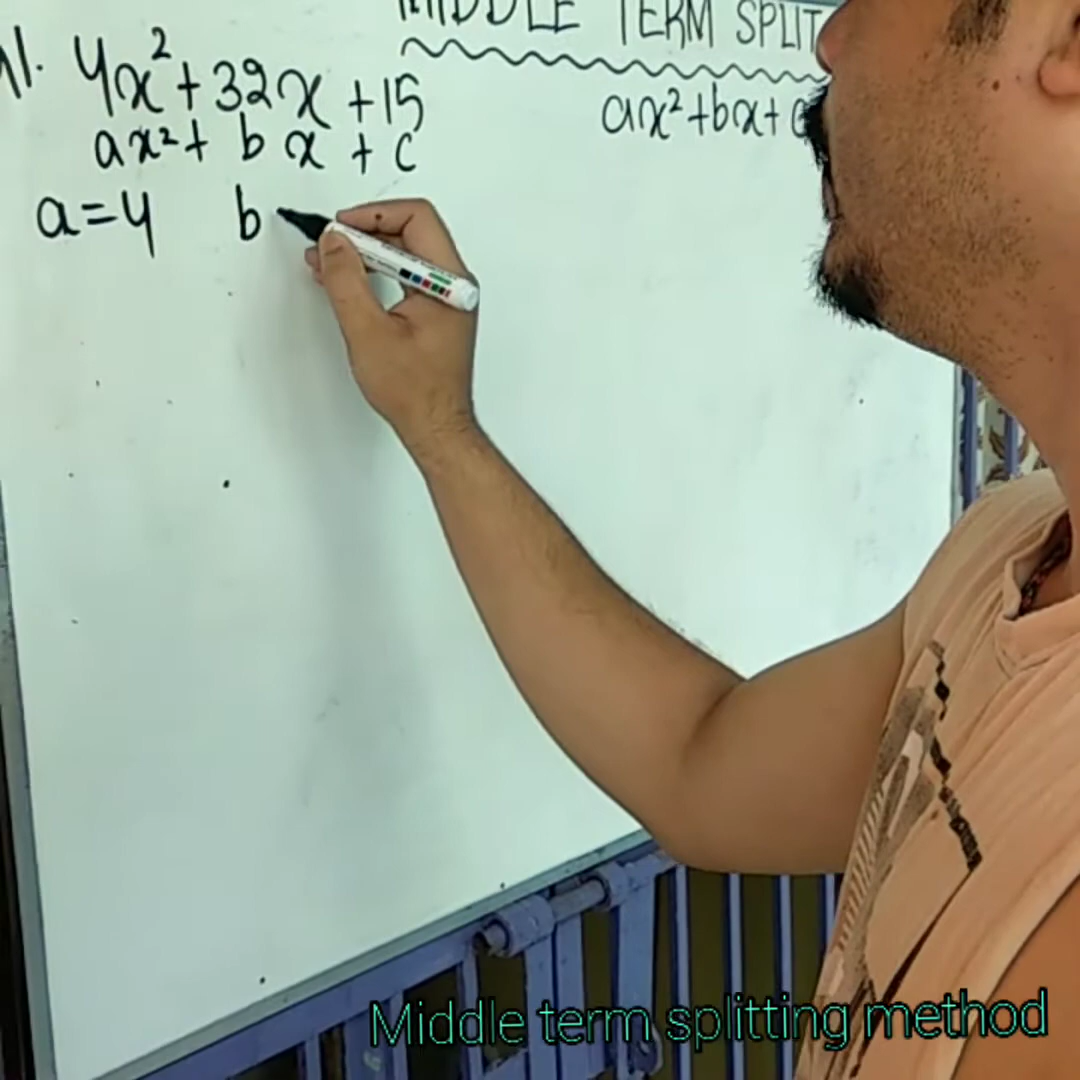 MIDDLE TERM SPLIT
1. 4x²+32x+15
ax²+bx+c
ax²+bx+
a=4 b
Middle term splitting method